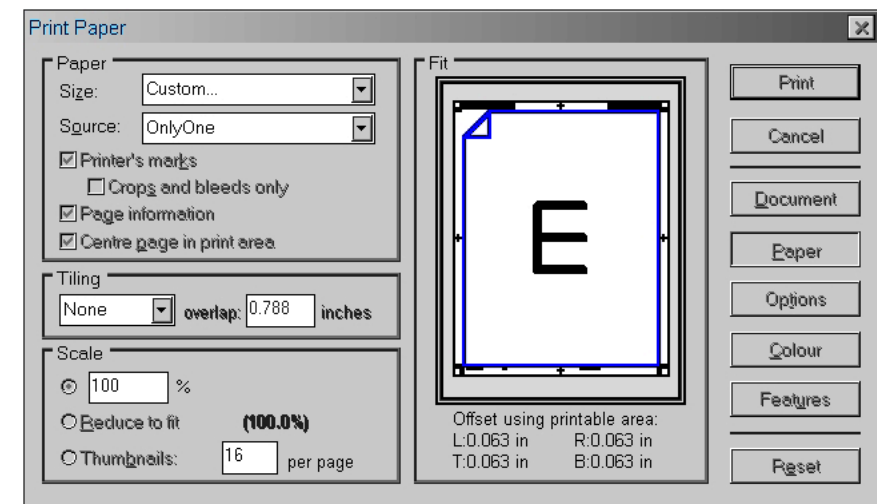 Print Paper
Paper
Size: Custom...
Source: OnlyOne
Printer's marks
Crops and bleeds only
Page information
Centre page in print area
Tiling
None overlap: 0.788 inches
Scale
100 %
Reduce to fit (100.0%)
Thumbnails: 16 per page
Fit
E
Offset using printable area:
L:0.063 in R:0.063 in
T:0.063 in B:0.063 in
Print
Cancel
Document
Paper
Options
Colour
Features
Reset